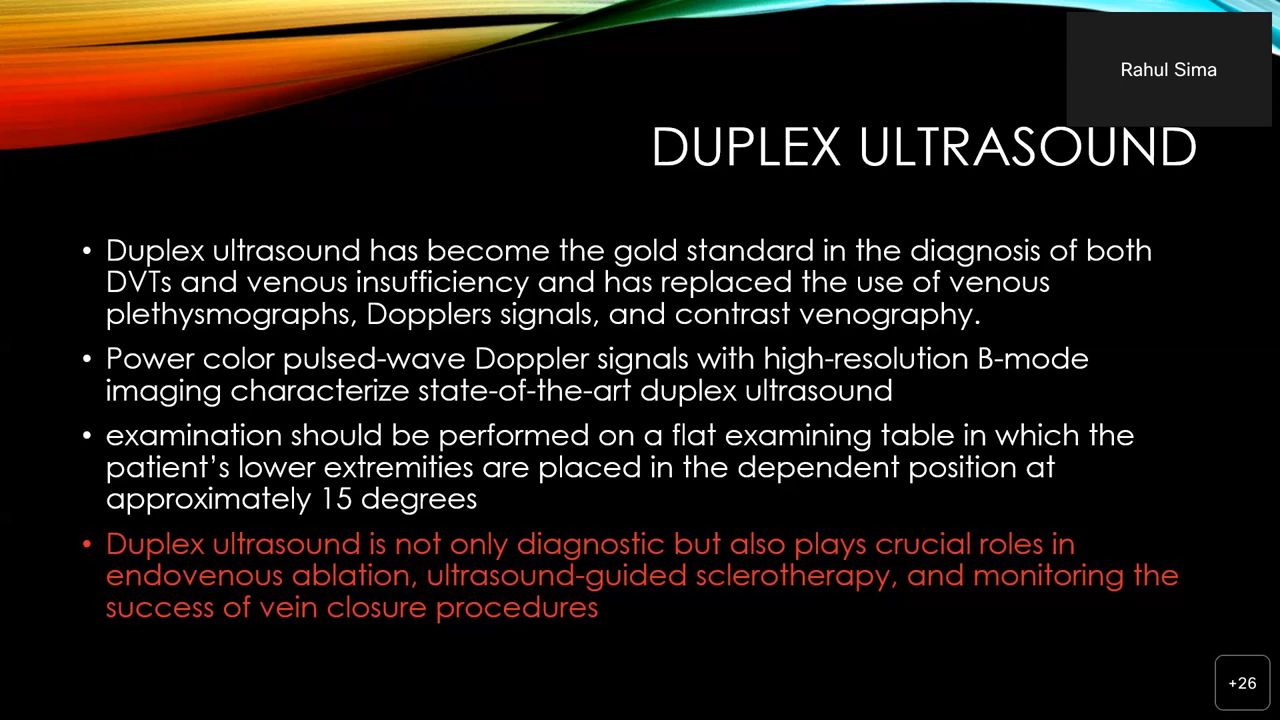 Rahul Sima
DUPLEX ULTRASOUND
• Duplex ultrasound has become the gold standard in the diagnosis of both
DVTs and venous insufficiency and has replaced the use of venous
plethysmographs, Dopplers signals, and contrast venography.
• Power color pulsed-wave Doppler signals with high-resolution B-mode
imaging characterize state-of-the-art duplex ultrasound
• examination should be performed on a flat examining table in which the
patient’s lower extremities are placed in the dependent position at
approximately 15 degrees
• Duplex ultrasound is not only diagnostic but also plays crucial roles in
endovenous ablation, ultrasound-guided sclerotherapy, and monitoring the
success of vein closure procedures
+26